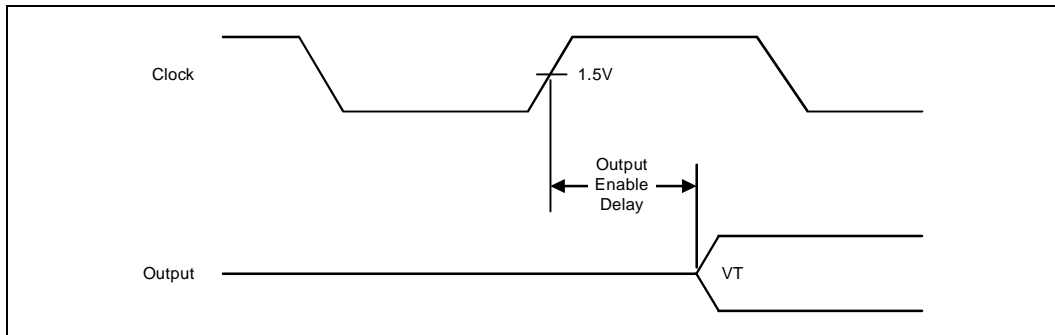 Clock
1.5V
Output
Enable
Delay
Output
VT